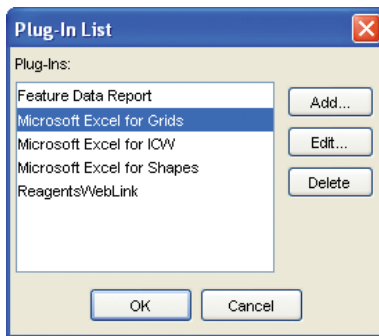 Plug-In List
Plug-Ins:
Feature Data Report
Microsoft Excel for Grids
Microsoft Excel for ICW
Microsoft Excel for Shapes
ReagentsWebLink
Add...
Edit...
Delete
OK
Cancel